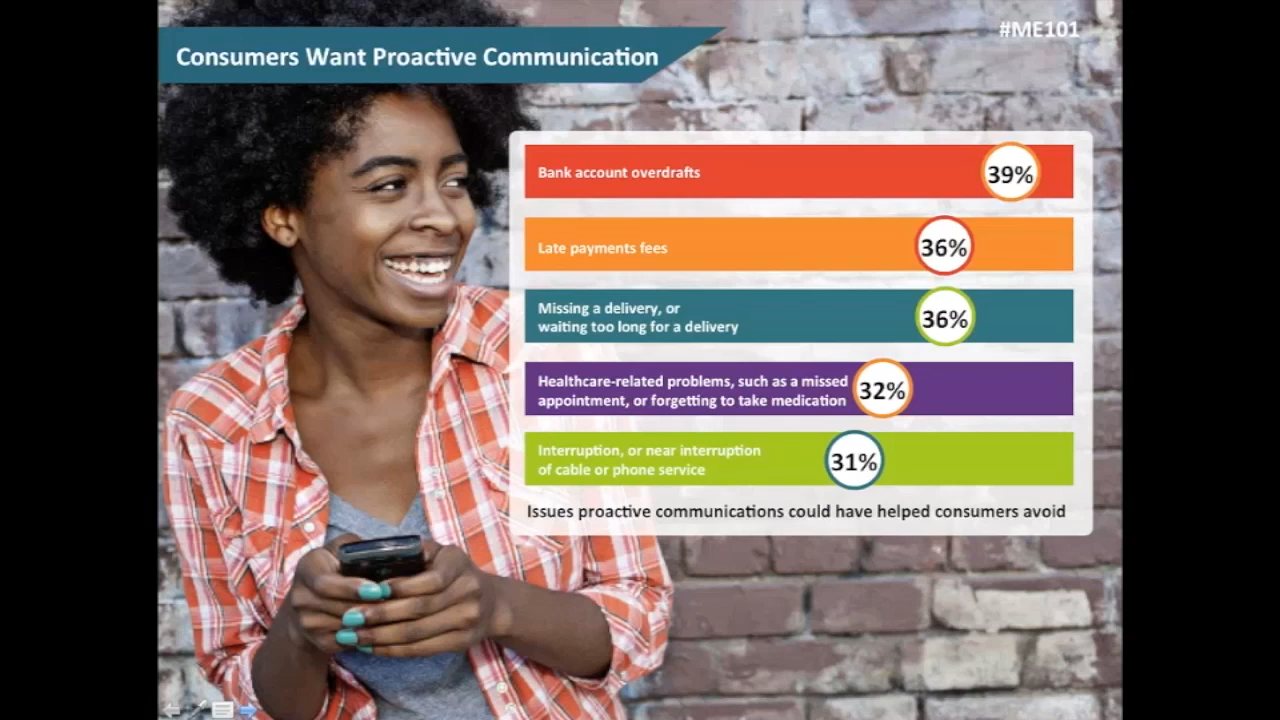 #ME101
Consumers Want Proactive Communication
Bank account overdrafts
39%
Late payments fees
36%
Missing a delivery, or
waiting too long for a delivery
36%
Healthcare-related problems, such as a missed
appointment, or forgetting to take medication
32%
Interruption, or near interruption
of cable or phone service
31%
Issues proactive communications could have helped consumers avoid